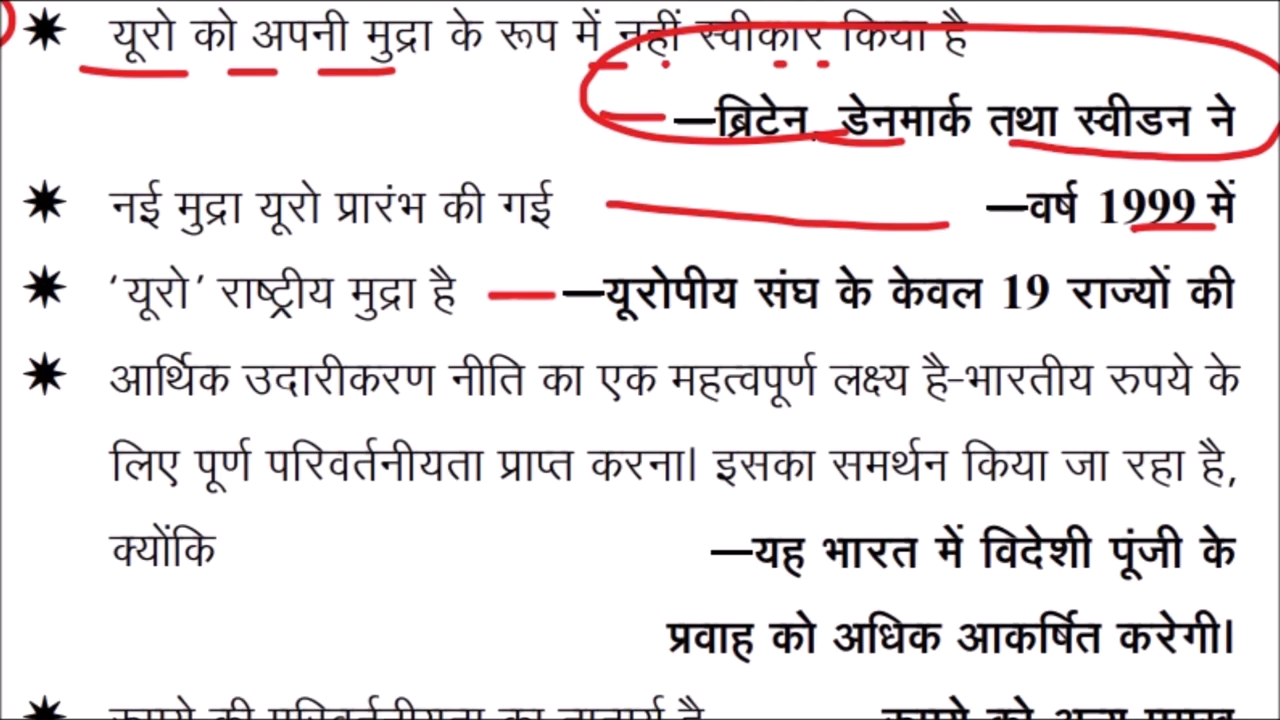 यूरो को अपनी मुद्रा के रूप में नहीं स्वीकार किया है
—ब्रिटेन, डेनमार्क तथा स्वीडन ने
नई मुद्रा यूरो प्रारंभ की गई —वर्ष 1999 में
‘यूरो’ राष्ट्रीय मुद्रा है —यूरोपीय संघ के केवल 19 राज्यों की
आर्थिक उदारीकरण नीति का एक महत्वपूर्ण लक्ष्य है-भारतीय रुपये के
लिए पूर्ण परिवर्तनीयता प्राप्त करना। इसका समर्थन किया जा रहा है,
क्योंकि —यह भारत में विदेशी पूंजी के
प्रवाह को अधिक आकर्षित करेगी।